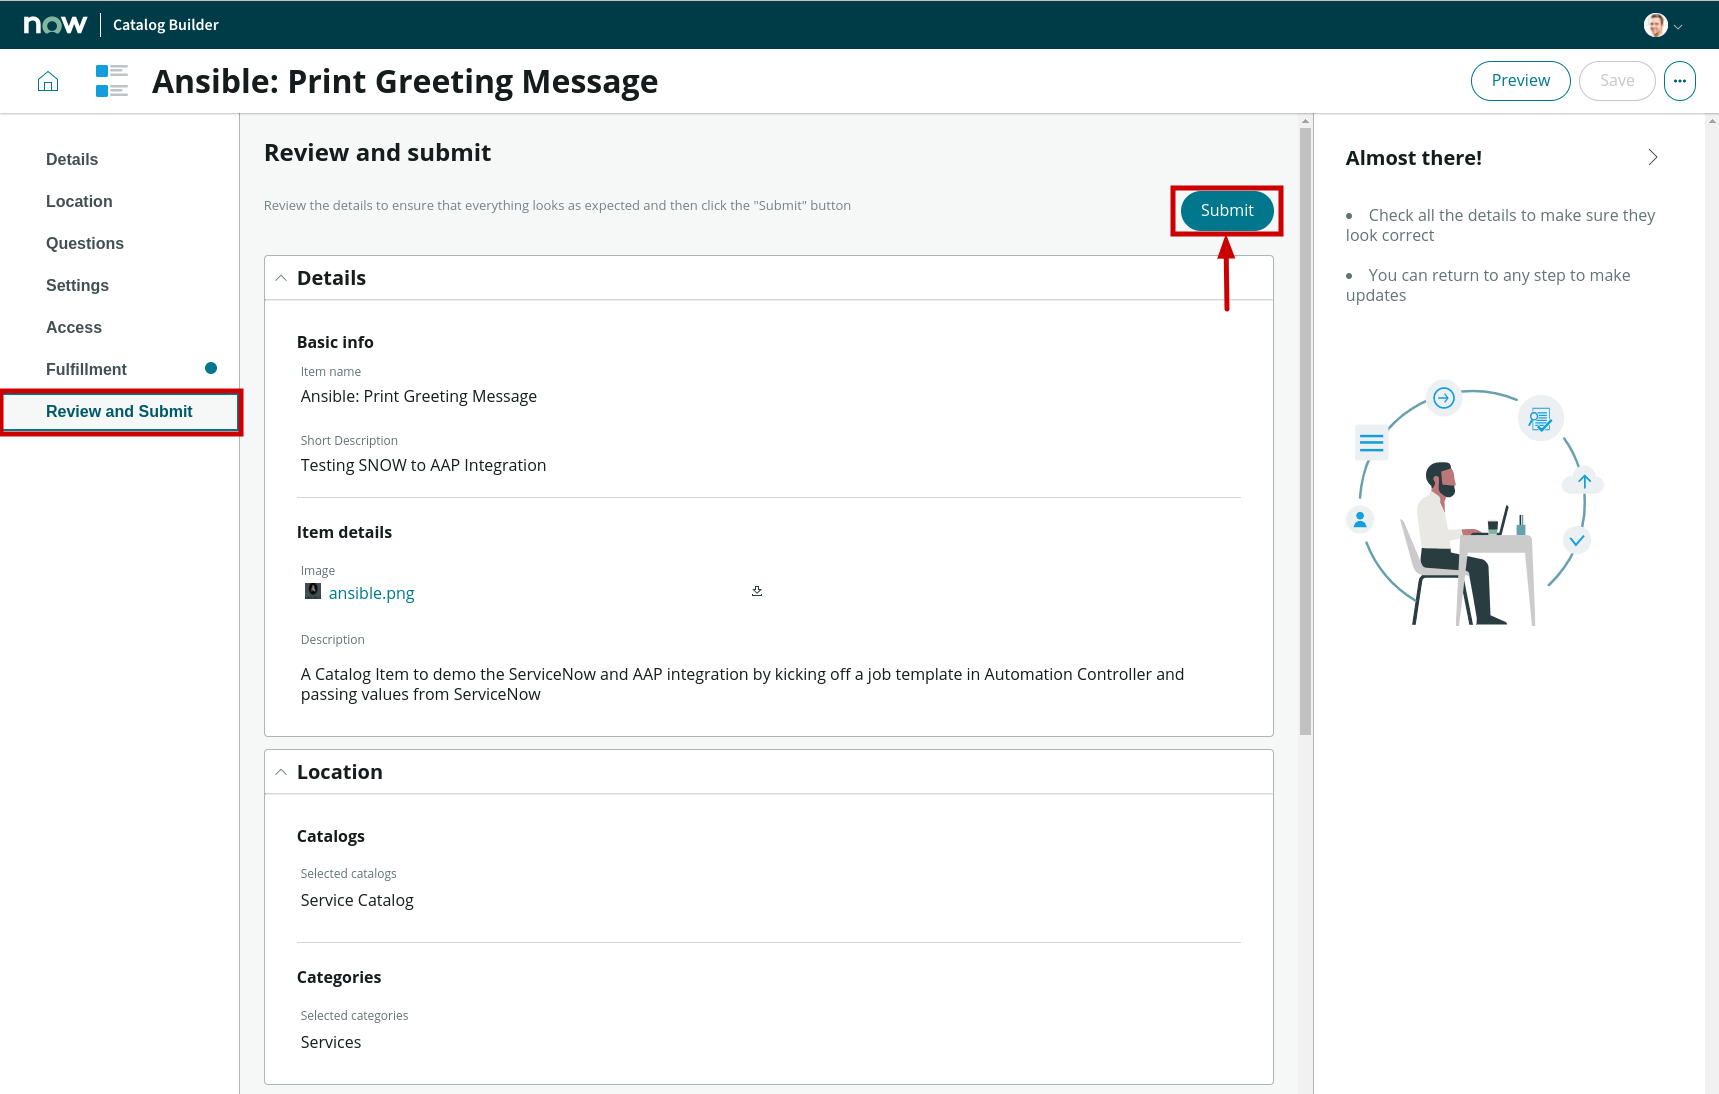 now Catalog Builder
Ansible: Print Greeting Message
Preview Save
Details
Location
Questions
Settings
Access
Fulfillment
Review and Submit
Review and submit
Review the details to ensure that everything looks as expected and then click the "Submit" button
Submit
Details
Basic info
Item name
Ansible: Print Greeting Message
Short Description
Testing SNOW to AAP Integration
Item details
Image
ansible.png
Description
A Catalog Item to demo the ServiceNow and AAP integration by kicking off a job template in Automation Controller and
passing values from ServiceNow
Location
Catalogs
Selected catalogs
Service Catalog
Categories
Selected categories
Services
Almost there!
• Check all the details to make sure they
look correct
• You can return to any step to make
updates